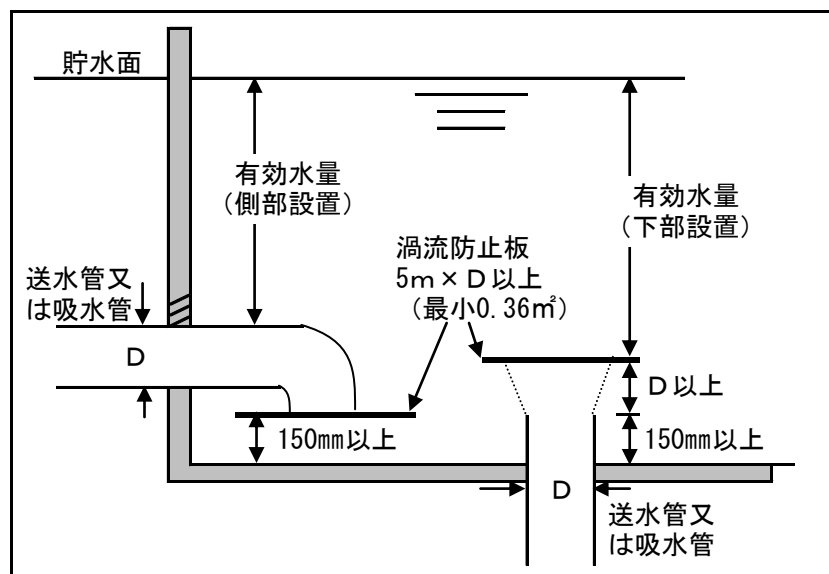 貯水面
有効水量
(側部設置)
有効水量
(下部設置)
渦流防止板
5m×D以上
(最小0.36㎡)
送水管又
は吸水管
D
D以上
150㎜以上
150㎜以上
D
送水管又
は吸水管